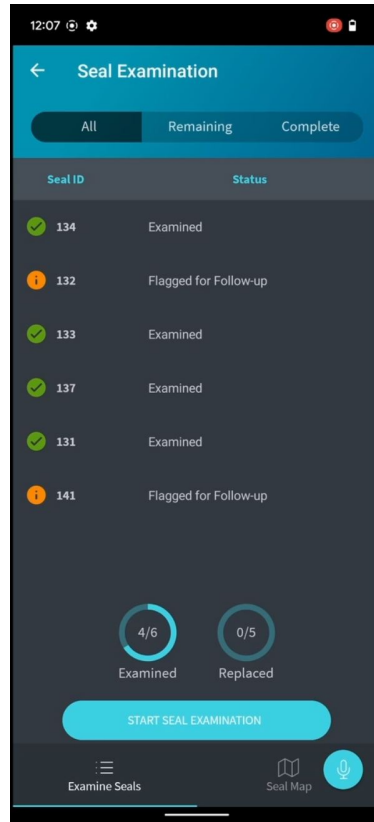 12:07
Seal Examination
All Remaining Complete
Seal ID Status
134 Examined
132 Flagged for Follow-up
133 Examined
137 Examined
131 Examined
141 Flagged for Follow-up
4/6 0/5
Examined Replaced
START SEAL EXAMINATION
Examine Seals Seal Map